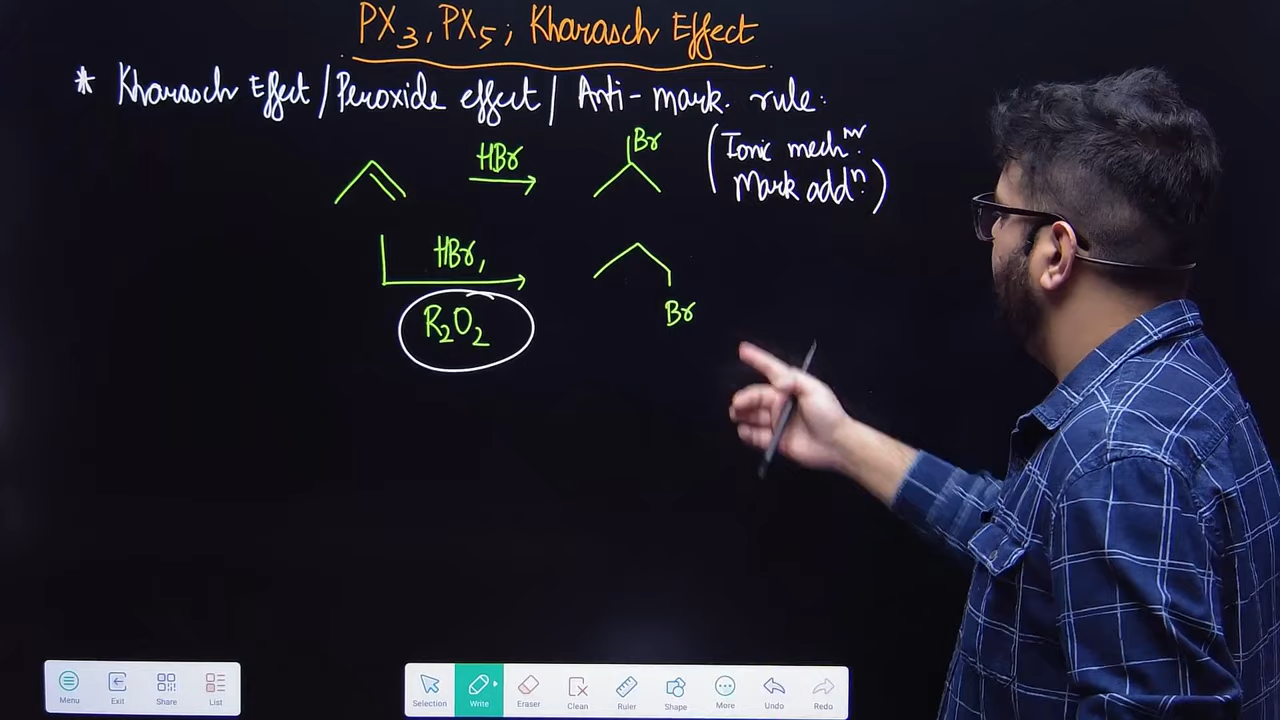 PX3, PX5, Kharasch Effect
* Kharasch Effect / Peroxide effect / Anti-mark. rule:
HBr
Br
(Ionic mechm.
Mark addn.)
HBr,
R2O2
Br
Menu Exit Share List
Selection Write Eraser Clean Ruler Shape More Undo Redo